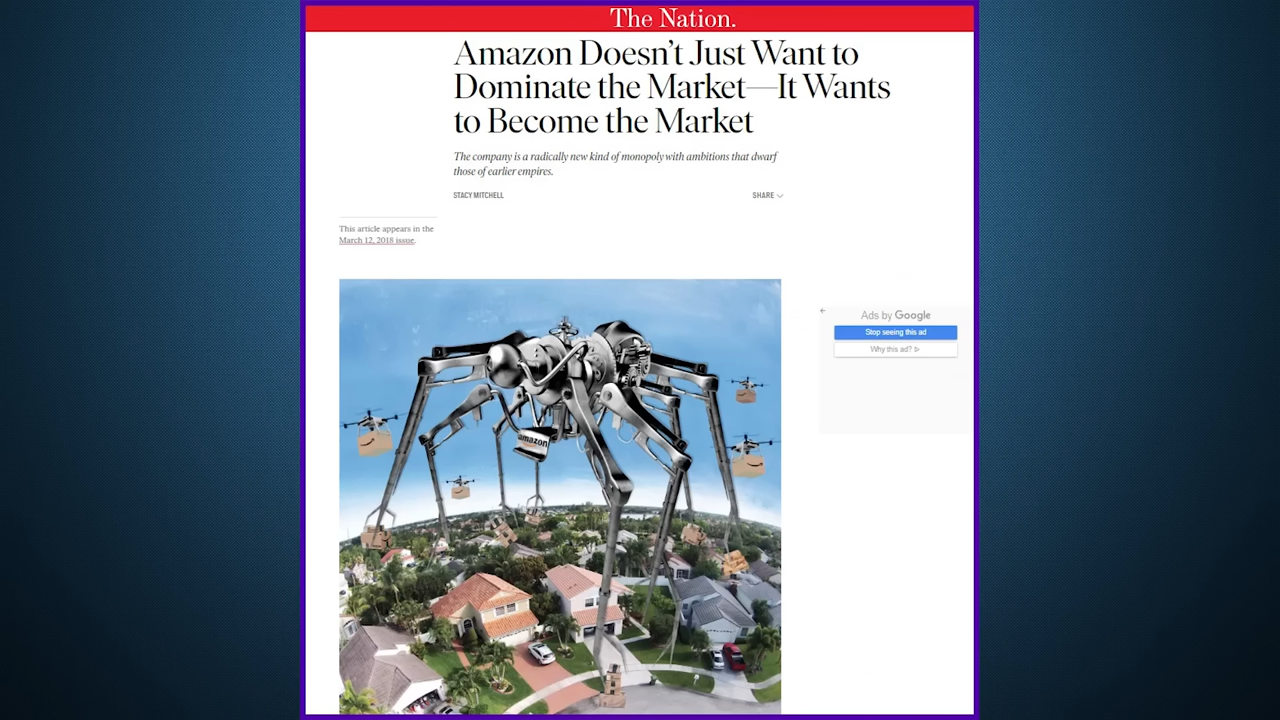 The Nation.
Amazon Doesn't Just Want to
Dominate the Market—It Wants
to Become the Market
The company is a radically new kind of monopoly with ambitions that dwarf
those of earlier empires.
STACY MITCHELL
SHARE
This article appears in the
March 12, 2018 issue.
Ads by Google
Stop seeing this ad
Why this ad?
amazon